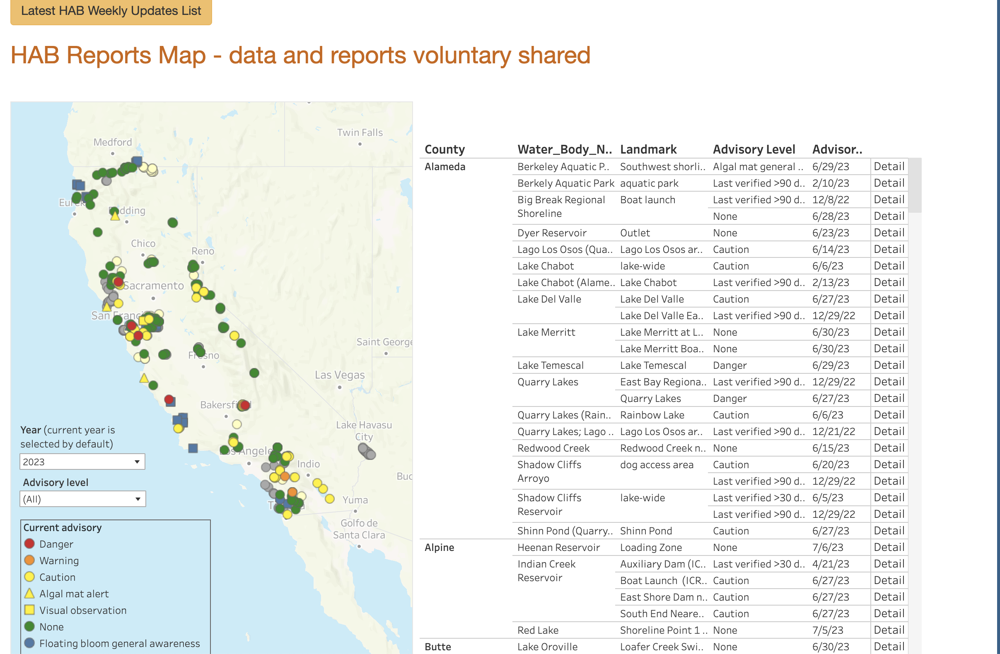 Latest HAB Weekly Updates List
HAB Reports Map - data and reports voluntary shared
Medford
Twin Falls
Redding
Chico
Reno
Sacramento
Saint George
Fresno
Las Vegas
Lake Havasu
City
Indio
Yuma
Golfo de
Santa Clara
Year (current year is
selected by default)
2023
Advisory level
(All)
Current advisory
Danger
Warning
Caution
Algal mat alert
Visual observation
None
Floating bloom general awareness
County Water_Body_N.. Landmark Advisory Level Advisor..
Alameda Berkeley Aquatic P.. Southwest shorli.. Algal mat general .. 6/29/23 Detail
Berkely Aquatic Park aquatic park Last verified >90 d.. 2/10/23 Detail
Big Break Regional Boat launch Last verified >90 d.. 12/8/22 Detail
Shoreline
None 6/28/23 Detail
Dyer Reservoir Outlet None 6/23/23 Detail
Lago Los Osos (Qua.. Lago Los Osos ar.. Caution 6/14/23 Detail
Lake Chabot lake-wide Caution 6/6/23 Detail
Lake Chabot (Alame.. Lake Chabot Last verified >90 d.. 2/13/23 Detail
Lake Del Valle Lake Del Valle Caution 6/27/23 Detail
Lake Del Valle Ea.. Last verified >90 d.. 12/29/22 Detail
Lake Merritt Lake Merritt at L.. None 6/30/23 Detail
Lake Merritt Boa.. None 6/30/23 Detail
Lake Temescal Lake Temescal Danger 6/29/23 Detail
Quarry Lakes East Bay Regiona.. Last verified >90 d.. 12/29/22 Detail
Quarry Lakes Danger 6/27/23 Detail
Quarry Lakes (Rain.. Rainbow Lake Caution 6/6/23 Detail
Quarry Lakes; Lago .. Lago Los Osos ar.. Last verified >90 d.. 12/21/22 Detail
Redwood Creek Redwood Creek n.. None 6/15/23 Detail
Shadow Cliffs dog access area Caution 6/20/23 Detail
Arroyo
Last verified >90 d.. 12/29/22 Detail
Shadow Cliffs lake-wide Last verified >30 d.. 6/5/23 Detail
Reservoir
Last verified >90 d.. 12/29/22 Detail
Shinn Pond (Quarry.. Shinn Pond Caution 6/27/23 Detail
Alpine Heenan Reservoir Loading Zone None 7/6/23 Detail
Indian Creek Auxiliary Dam (IC.. Last verified >30 d.. 4/21/23 Detail
Reservoir
Boat Launch (ICR.. Caution 6/27/23 Detail
East Shore Dam n.. Caution 6/27/23 Detail
South End Neare.. Caution 6/27/23 Detail
Red Lake Shoreline Point 1 .. None 7/5/23 Detail
Butte Lake Oroville Loafer Creek Swi.. None 6/30/23 Detail